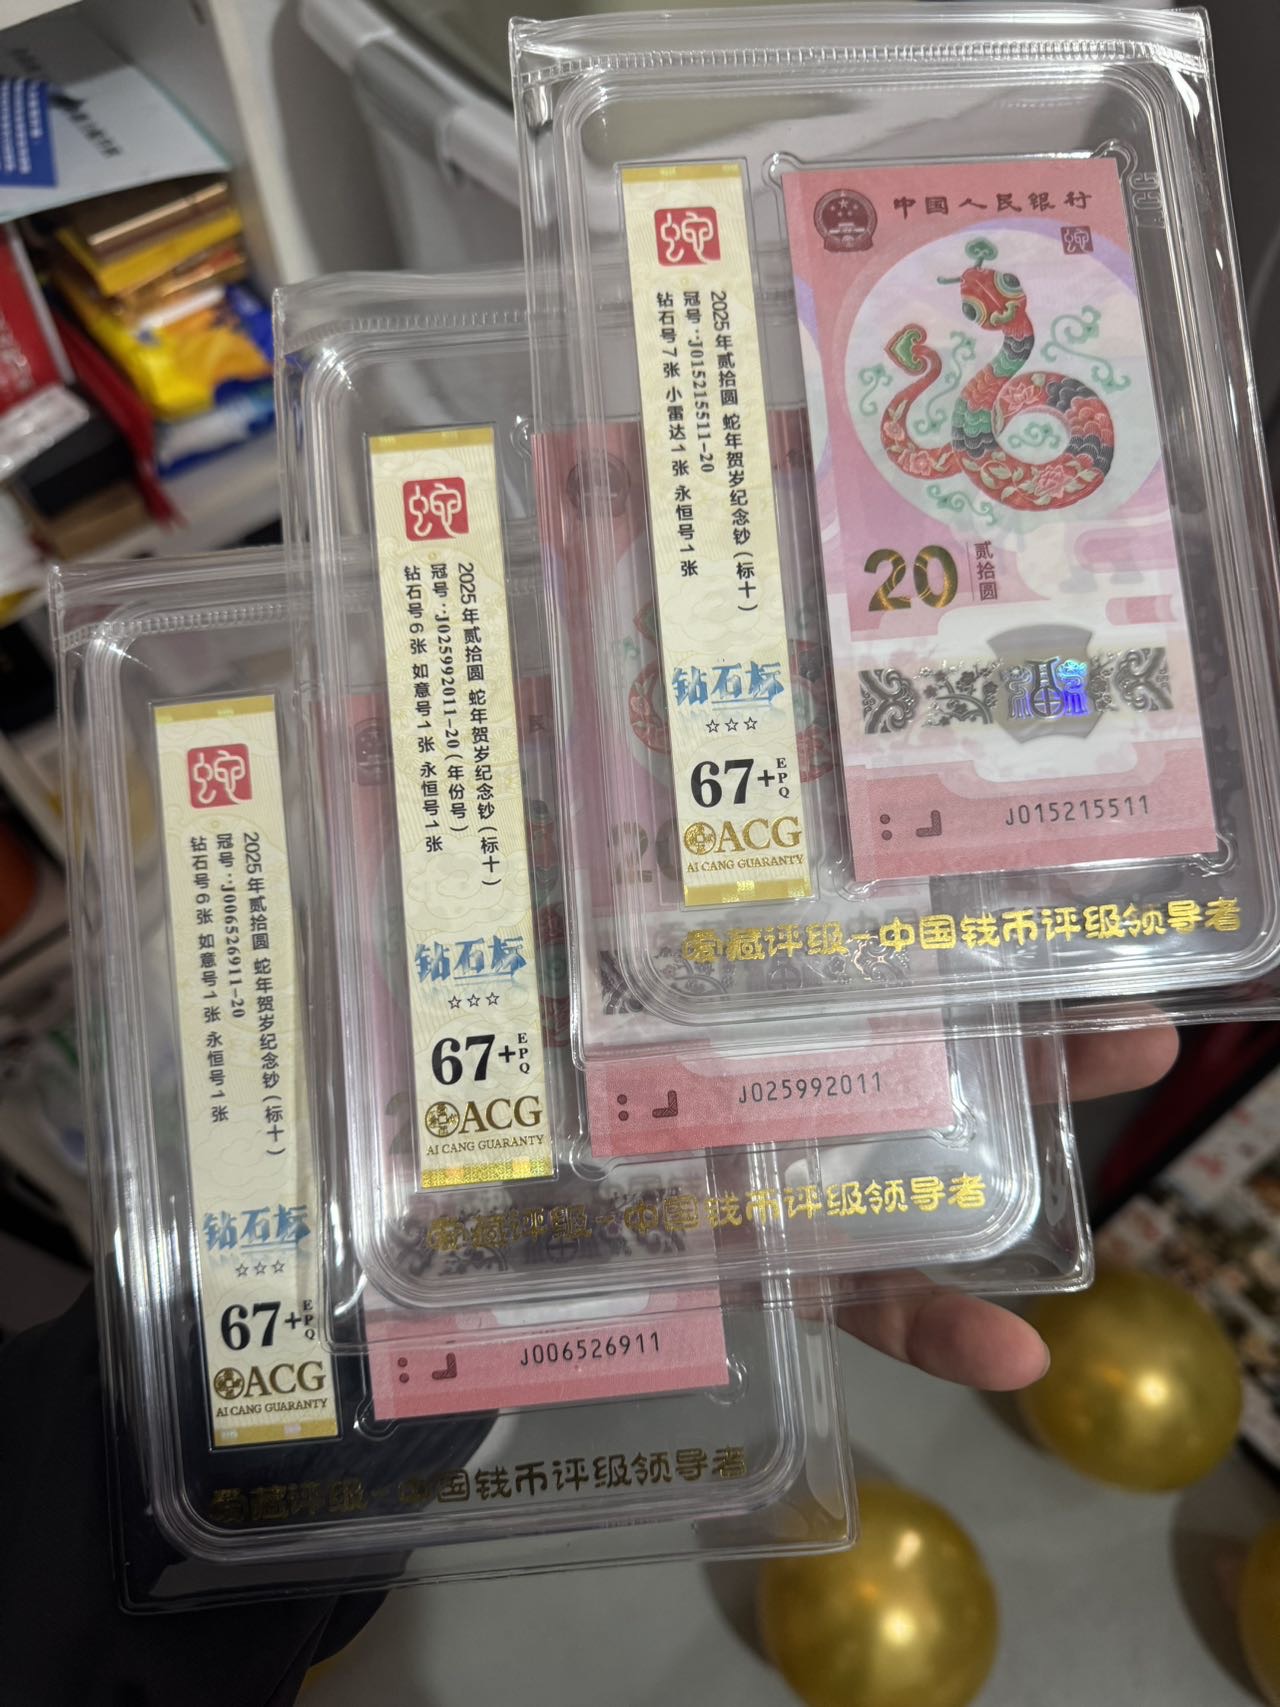 中国人民银行
蛇
20
贰拾圆
J015215511
蛇
2025年贰拾圆 蛇年贺岁纪念钞(标十)
冠号:J015215511-20
钻石号7张 小雷达1张 永恒号1张
钻石标
☆☆☆
67+EPQ
ACG
AI CANG GUARANTY
爱藏评级-中国钱币评级领导者
蛇
2025年贰拾圆 蛇年贺岁纪念钞(标十)
冠号:J025992011-20(年份号)
钻石号6张 如意号1张 永恒号1张
钻石标
☆☆☆
67+EPQ
ACG
AI CANG GUARANTY
J025992011
爱藏评级-中国钱币评级领导者
蛇
2025年贰拾圆 蛇年贺岁纪念钞(标十)
冠号:J006526911-20
钻石号6张 如意号1张 永恒号1张
钻石标
☆☆☆
67+EPQ
ACG
AI CANG GUARANTY
J006526911
爱藏评级-中国钱币评级领导者